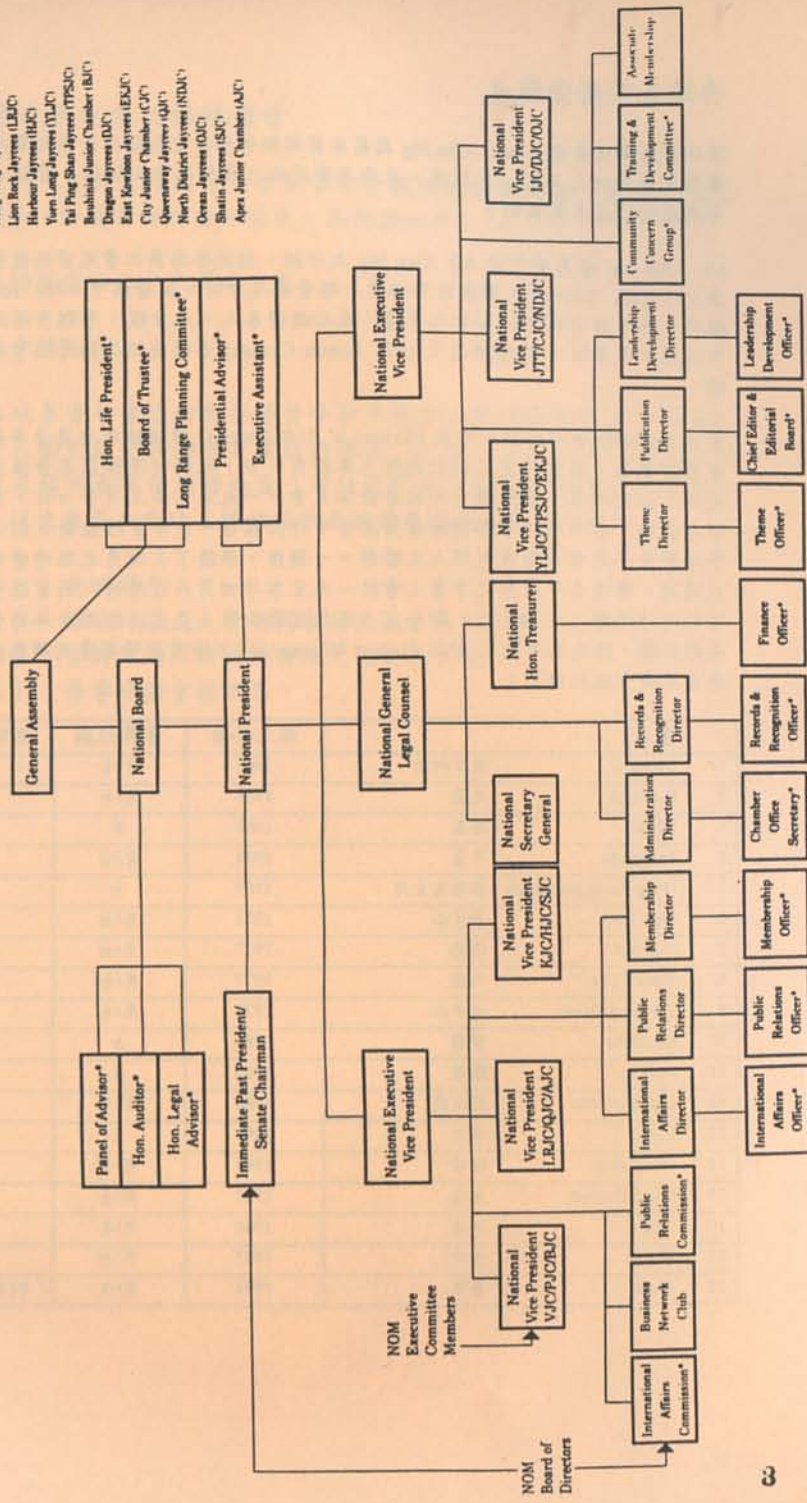 Lion Rock Jaycees (LRJC)
Harbour Jaycees (HJC)
Yuen Long Jaycees (YLJC)
Tai Ping Shan Jaycees (TPSJC)
Bauhinia Junior Chamber (BJC)
Dragon Jaycees (DJC)
East Kowloon Jaycees (EKJC)
City Junior Chamber (CJC)
Queensway Jaycees (QJC)
North District Jaycees (NDJC)
Ocean Jaycees (OJC)
Shatin Jaycees (SJC)
Apex Junior Chamber (AJC)
General Assembly
Hon. Life President*
Board of Trustee*
Long Range Planning Committee*
Presidential Advisor*
Executive Assistant*
Panel of Advisor*
Hon. Auditor*
Hon. Legal
Advisor*
National Board
Immediate Past President/
Senate Chairman
National President
National Executive
Vice President
National General
Legal Counsel
National Executive
Vice President
NOM
Executive
Committee
Members
National
Vice President
VJC/PJC/BJC
National
Vice President
LRJC/QJC/AJC
National
Vice President
KJC/HJC/SJC
National
Secretary
General
National
Hon. Treasurer
National
Vice President
YLJC/TPSJC/EKJC
National
Vice President
JTT/CJC/NDJC
National
Vice President
IJC/DJC/OJC
NOM
Board of
Directors
International
Affairs
Commission*
Business
Network
Club
Public
Relations
Commission*
International
Affairs
Director
Public
Relations
Director
Membership
Director
Administration
Director
Records &
Recognition
Director
Theme
Director
Publication
Director
Leadership
Development
Director
Community
Concern
Group*
Training &
Development
Committee*
Associate
Membership
International
Affairs
Officer*
Public
Relations
Officer*
Membership
Officer*
Chamber
Office
Secretary*
Records &
Recognition
Officer*
Finance
Officer*
Theme
Officer*
Chief Editor &
Editorial
Board*
Leadership
Development
Officer*
8